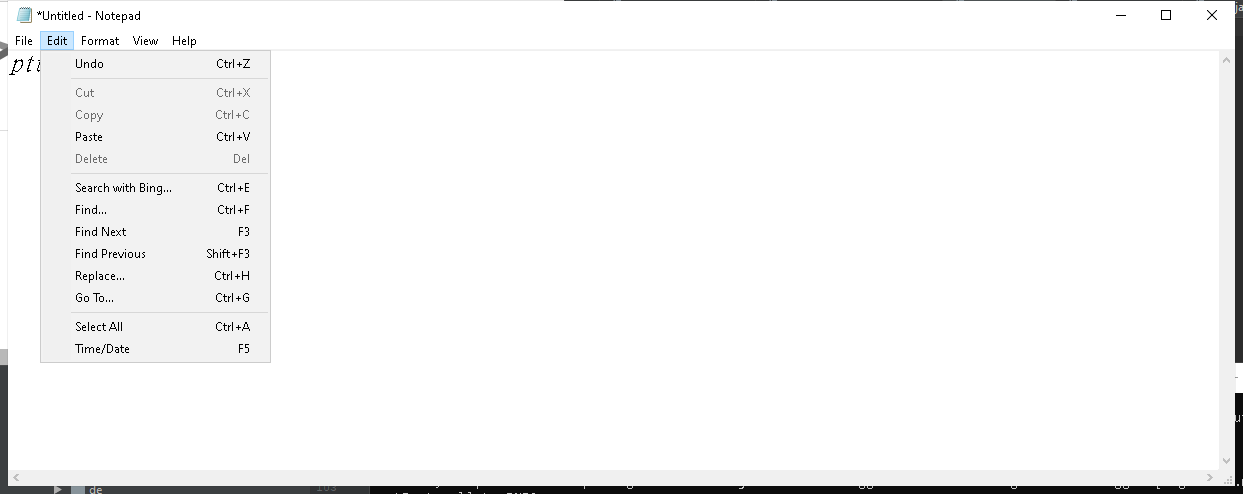 *Untitled - Notepad
File Edit Format View Help
Undo Ctrl+Z
Cut Ctrl+X
Copy Ctrl+C
Paste Ctrl+V
Delete Del
Search with Bing... Ctrl+E
Find... Ctrl+F
Find Next F3
Find Previous Shift+F3
Replace... Ctrl+H
Go To... Ctrl+G
Select All Ctrl+A
Time/Date F5
de